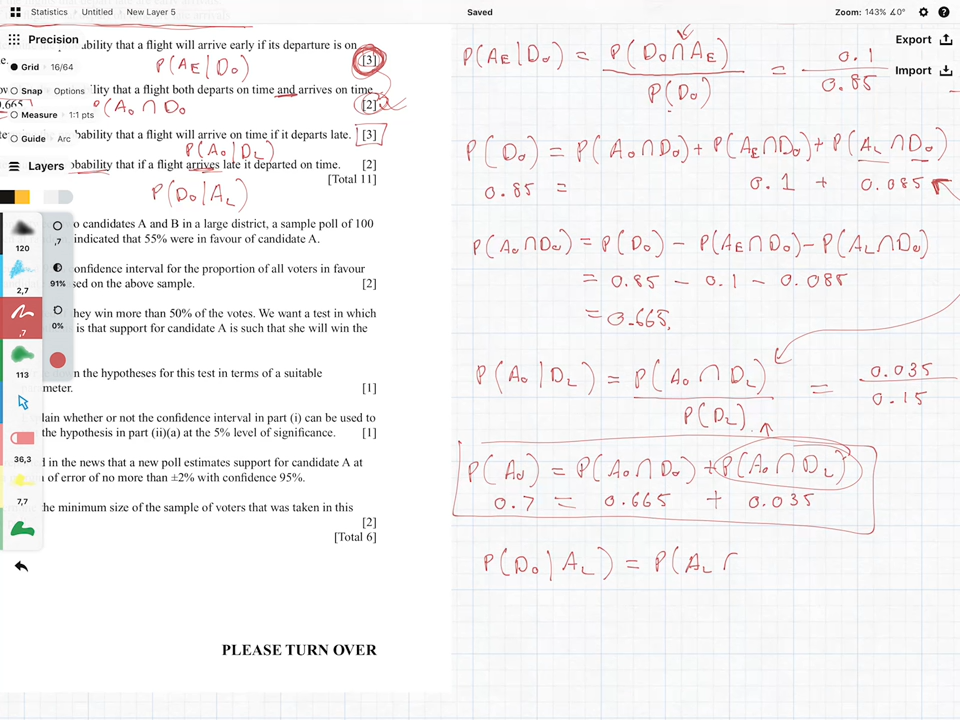 Statistics › Untitled › New Layer 5
Saved
Zoom: 143% ∠0°
Precision
Grid 16/64
Snap Options
Measure 1:1 pts
Guide Arc
Layers
Export
Import
120
2,7
,7
113
36,3
7,7
,7
91%
0%
ability that a flight will arrive early if its departure is on
P(A_E | D_o)
[3]
ility that a flight both departs on time and arrives on time.
[2]
(A_o ∩ D_o
bability that a flight will arrive on time if it departs late. [3]
P(A_o | D_L)
obability that if a flight arrives late it departed on time. [2]
[Total 11]
P(D_o | A_L)
o candidates A and B in a large district, a sample poll of 100
indicated that 55% were in favour of candidate A.
onfidence interval for the proportion of all voters in favour
sed on the above sample. [2]
hey win more than 50% of the votes. We want a test in which
is that support for candidate A is such that she will win the
n the hypotheses for this test in terms of a suitable
meter. [1]
lain whether or not the confidence interval in part (i) can be used to
the hypothesis in part (ii)(a) at the 5% level of significance. [1]
d in the news that a new poll estimates support for candidate A at
n of error of no more than ±2% with confidence 95%.
the minimum size of the sample of voters that was taken in this
[2]
[Total 6]
PLEASE TURN OVER
P(A_E | D_o) = P(D_o ∩ A_E) / P(D_o) = 0.1 / 0.85
P(D_o) = P(A_o ∩ D_o) + P(A_E ∩ D_o) + P(A_L ∩ D_o)
0.85 = 0.1 + 0.085
P(A_o ∩ D_o) = P(D_o) − P(A_E ∩ D_o) − P(A_L ∩ D_o)
= 0.85 − 0.1 − 0.085
= 0.665,
P(A_o | D_L) = P(A_o ∩ D_L) / P(D_L) = 0.035 / 0.15
P(A_o) = P(A_o ∩ D_o) + P(A_o ∩ D_L)
0.7 = 0.665 + 0.035
P(D_o | A_L) = P(A_L ∩